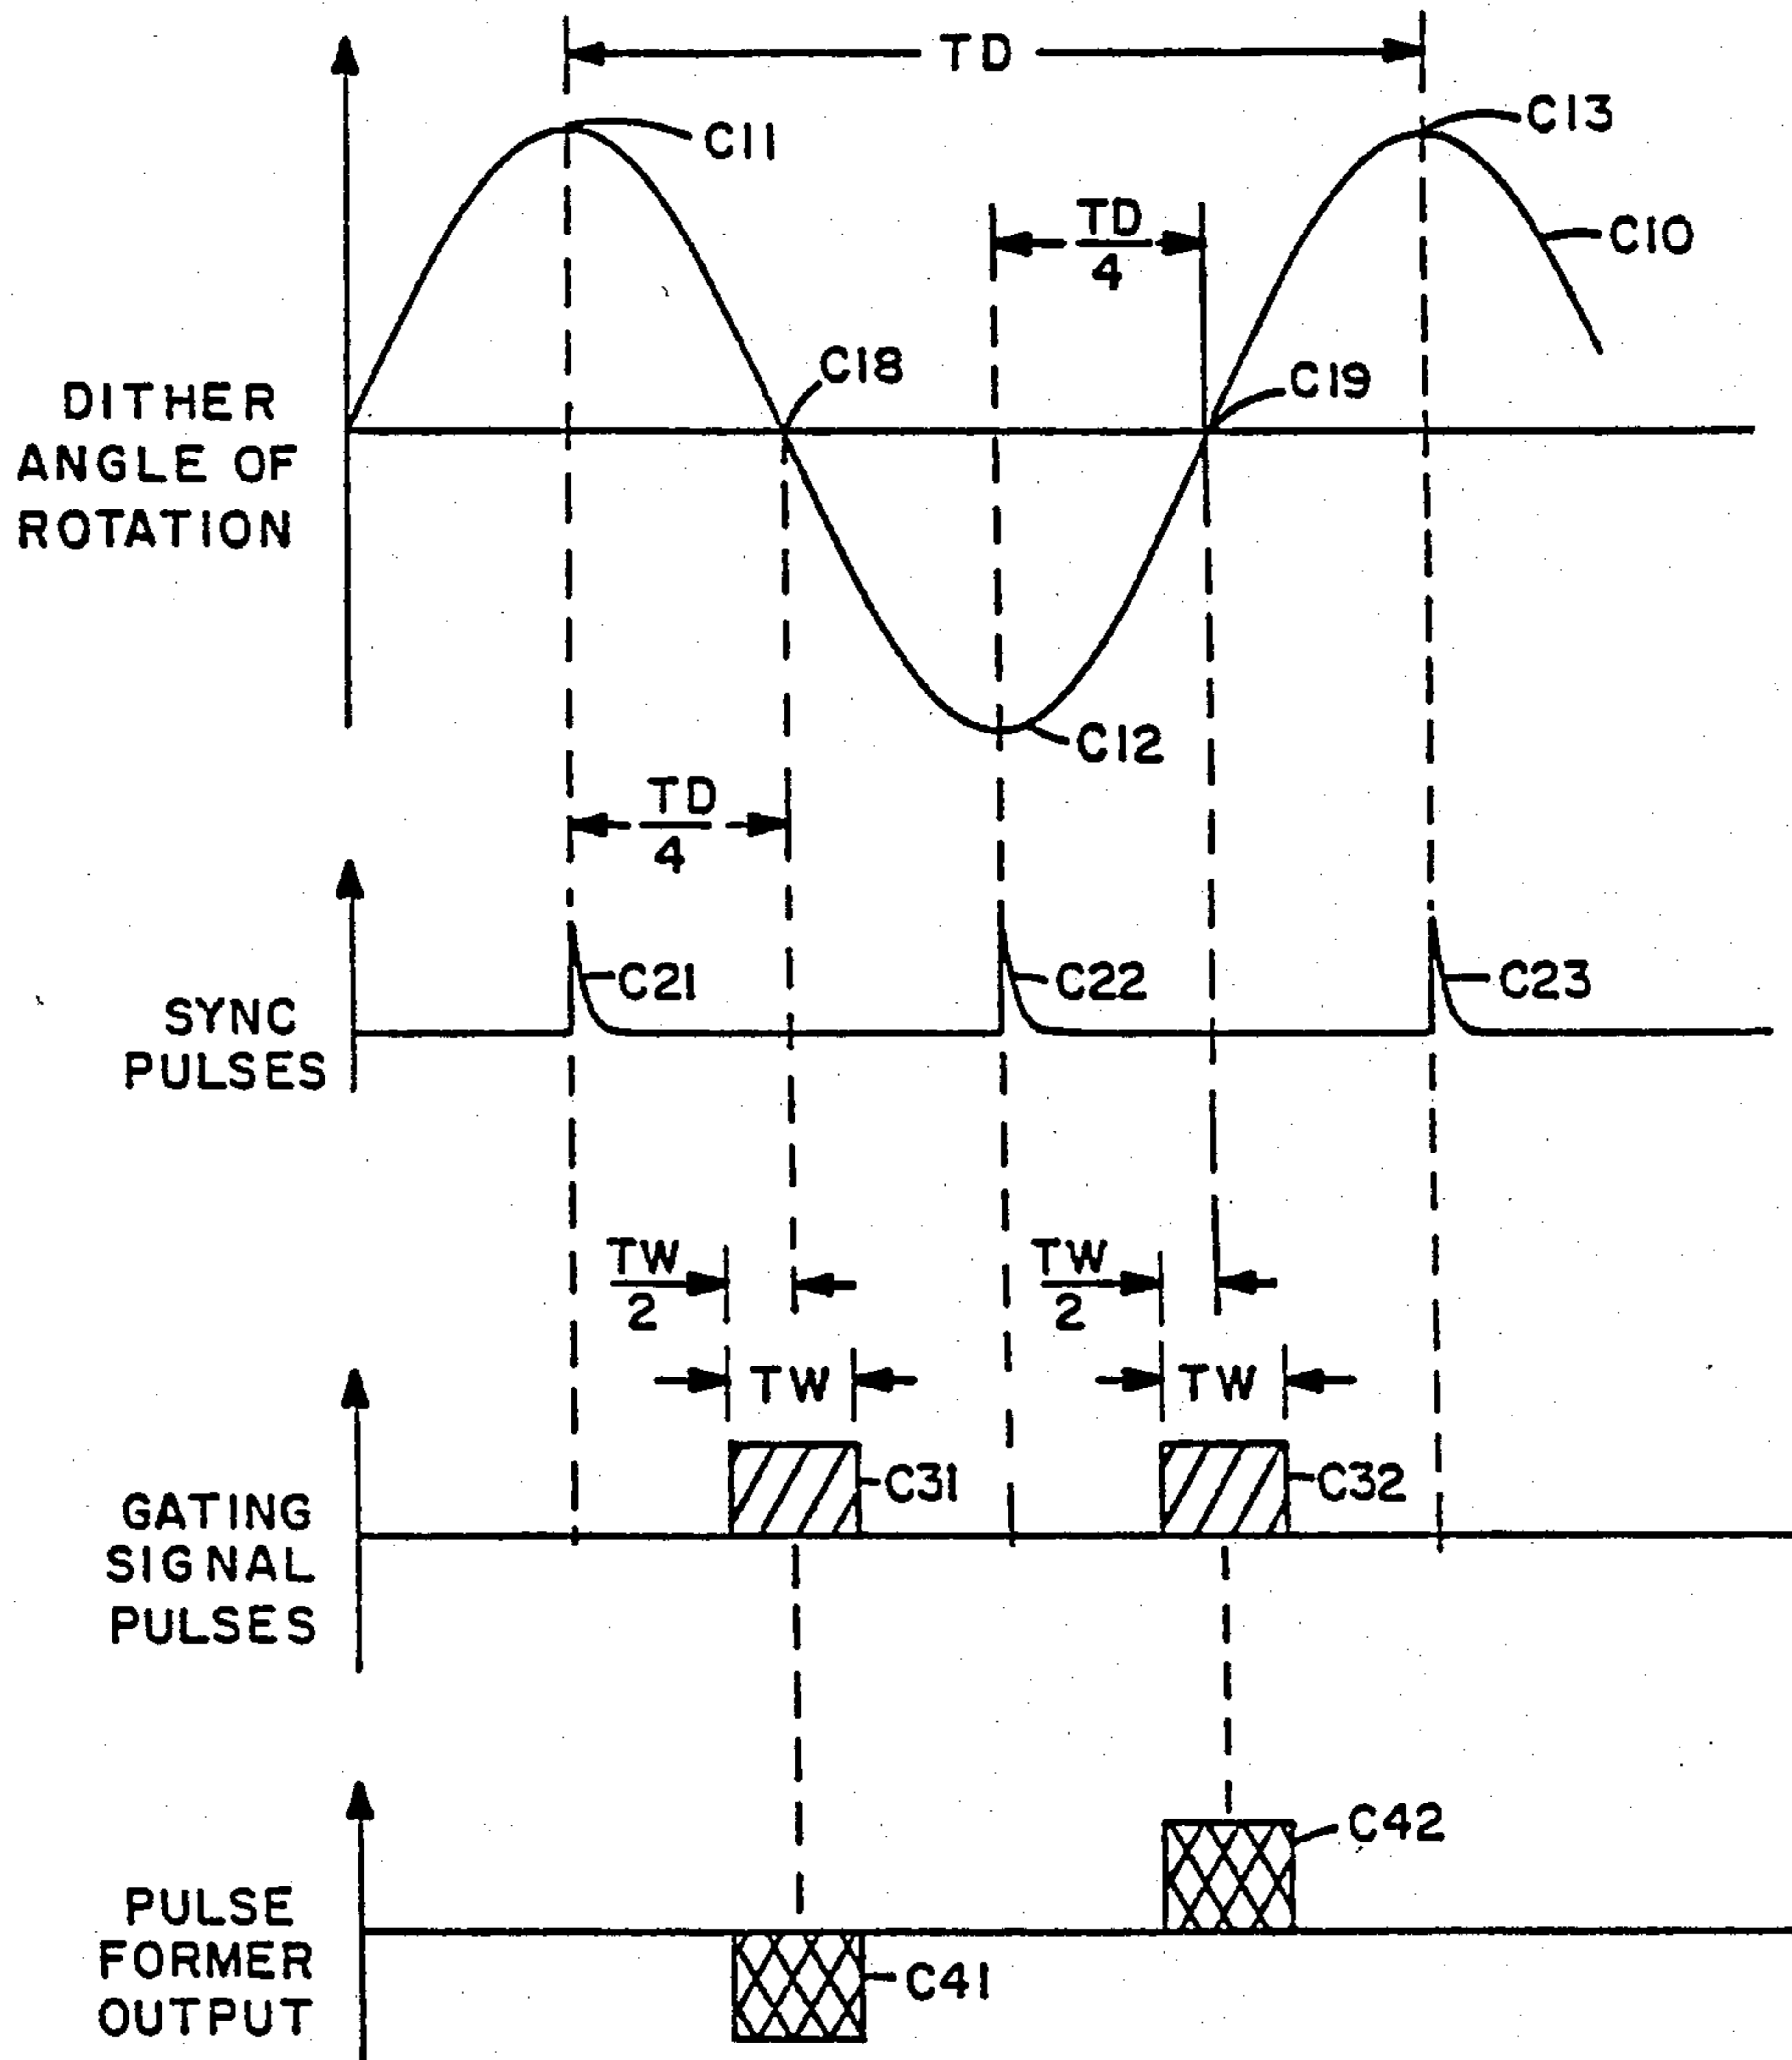 TD
C11
C13
TD
4
C10
C18
C19
DITHER
ANGLE OF
ROTATION
C12
TD
4
C21
C22
C23
SYNC
PULSES
TW
2
TW
2
TW
TW
C31
C32
GATING
SIGNAL
PULSES
C42
PULSE
FORMER
OUTPUT
C41